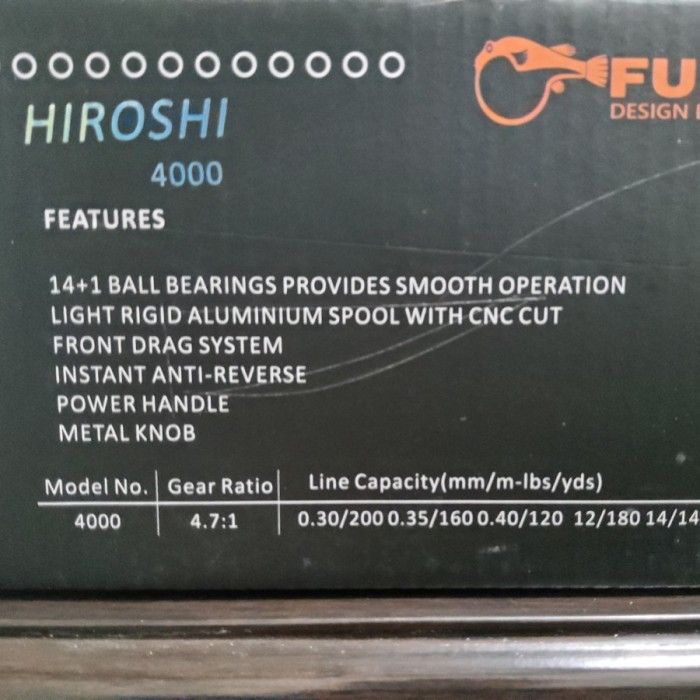 HIROSHI
4000
DESIGN
FEATURES
14+1 BALL BEARINGS PROVIDES SMOOTH OPERATION
LIGHT RIGID ALUMINIUM SPOOL WITH CNC CUT
FRONT DRAG SYSTEM
INSTANT ANTI-REVERSE
POWER HANDLE
METAL KNOB
Model No. Gear Ratio Line Capacity(mm/m-lbs/yds)
4000 4.7:1 0.30/200 0.35/160 0.40/120 12/180